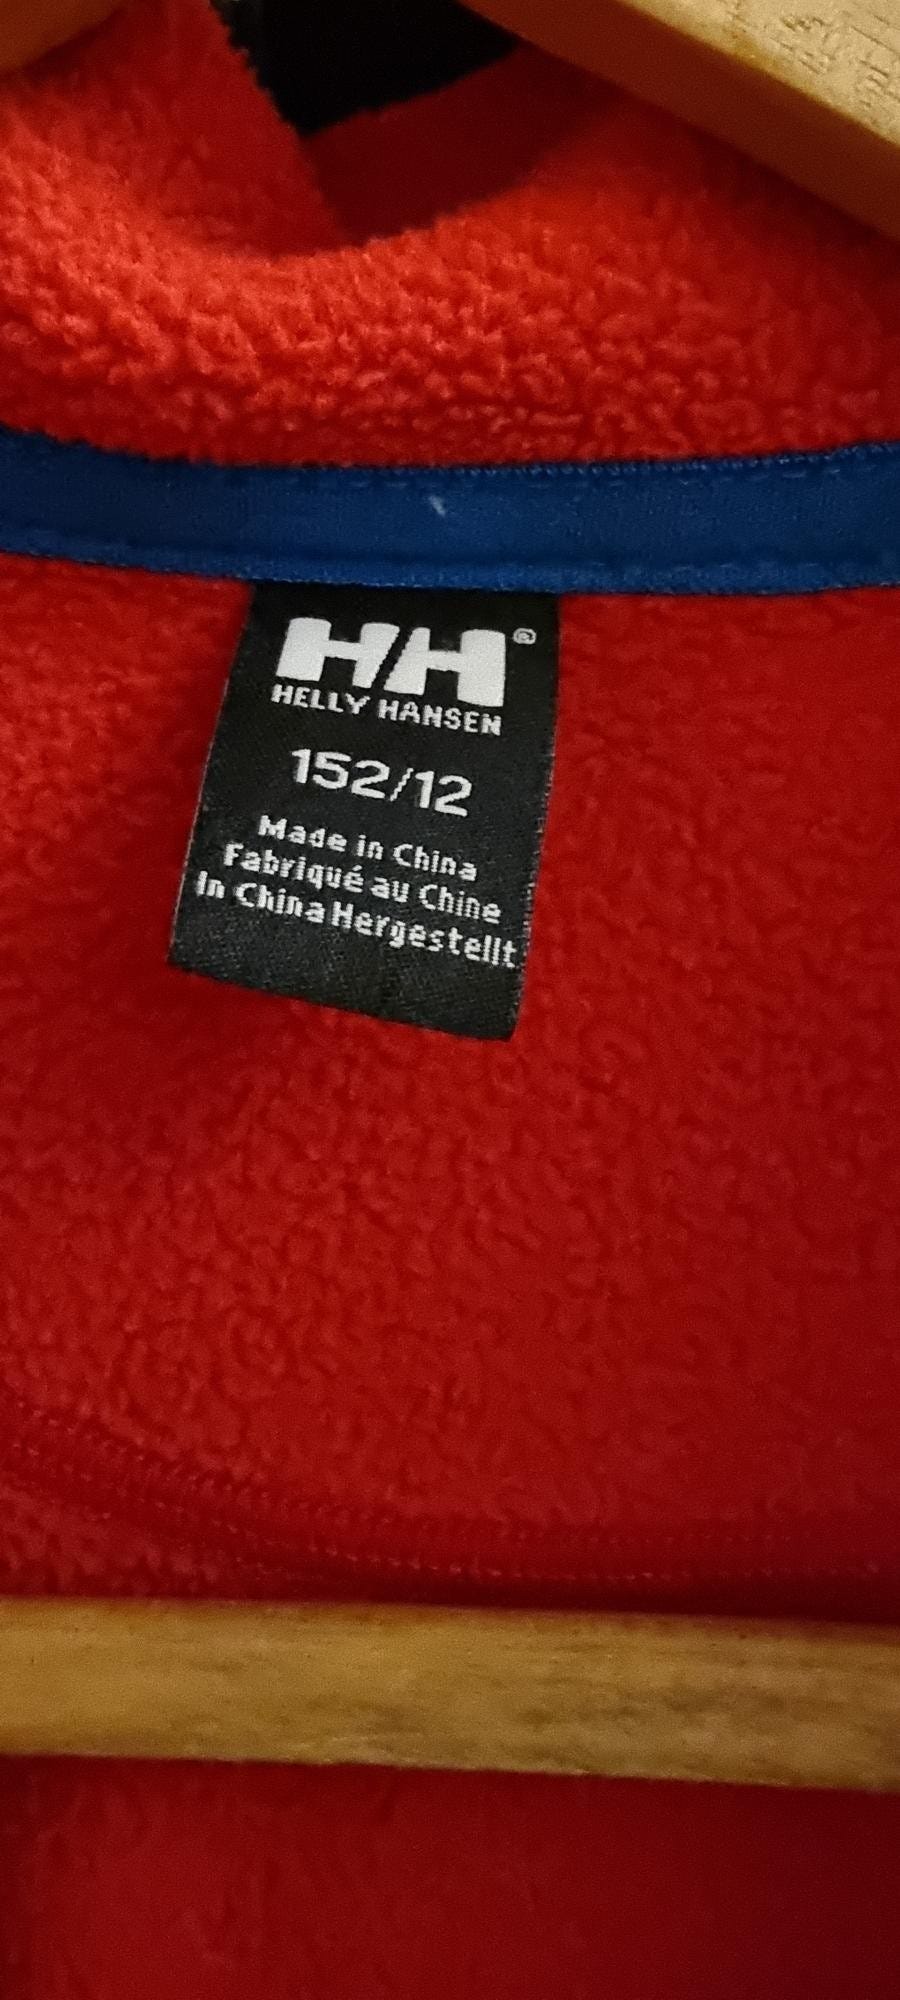 HH®
HELLY HANSEN
152/12
Made in China
Fabriqué au Chine
In China Hergestellt